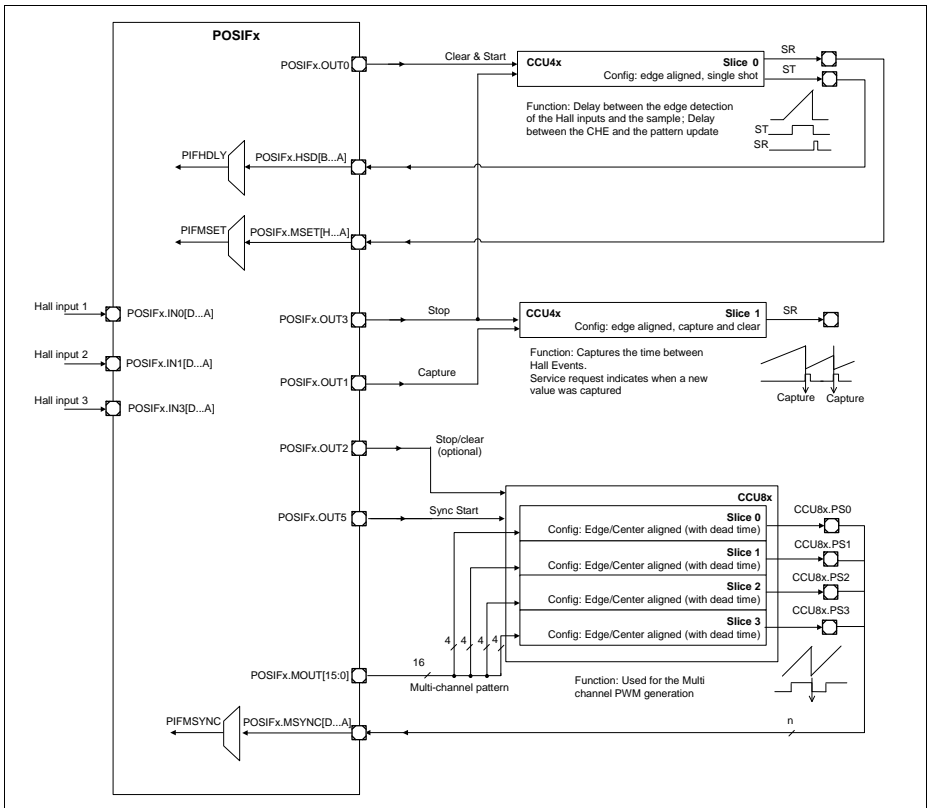 POSIFx
POSIFx.OUT0
Clear & Start
CCU4x
Slice 0
Config: edge aligned, single shot
SR
ST
Function: Delay between the edge detection
of the Hall inputs and the sample; Delay
between the CHE and the pattern update
ST
SR
PIFHDLY
POSIFx.HSD[B...A]
PIFMSET
POSIFx.MSET[H...A]
Hall input 1
POSIFx.IN0[D...A]
POSIFx.OUT3
Stop
CCU4x
Slice 1
Config: edge aligned, capture and clear
SR
Hall input 2
POSIFx.IN1[D...A]
POSIFx.OUT1
Capture
Function: Captures the time between
Hall Events.
Service request indicates when a new
value was captured
Capture
Capture
Hall input 3
POSIFx.IN3[D...A]
POSIFx.OUT2
Stop/clear
(optional)
POSIFx.OUT5
Sync Start
CCU8x
Slice 0
Config: Edge/Center aligned (with dead time)
Slice 1
Config: Edge/Center aligned (with dead time)
Slice 2
Config: Edge/Center aligned (with dead time)
Slice 3
Config: Edge/Center aligned (with dead time)
CCU8x.PS0
CCU8x.PS1
CCU8x.PS2
CCU8x.PS3
4
4
4
4
POSIFx.MOUT[15:0]
16
Multi-channel pattern
Function: Used for the Multi
channel PWM generation
PIFMSYNC
POSIFx.MSYNC[D...A]
n